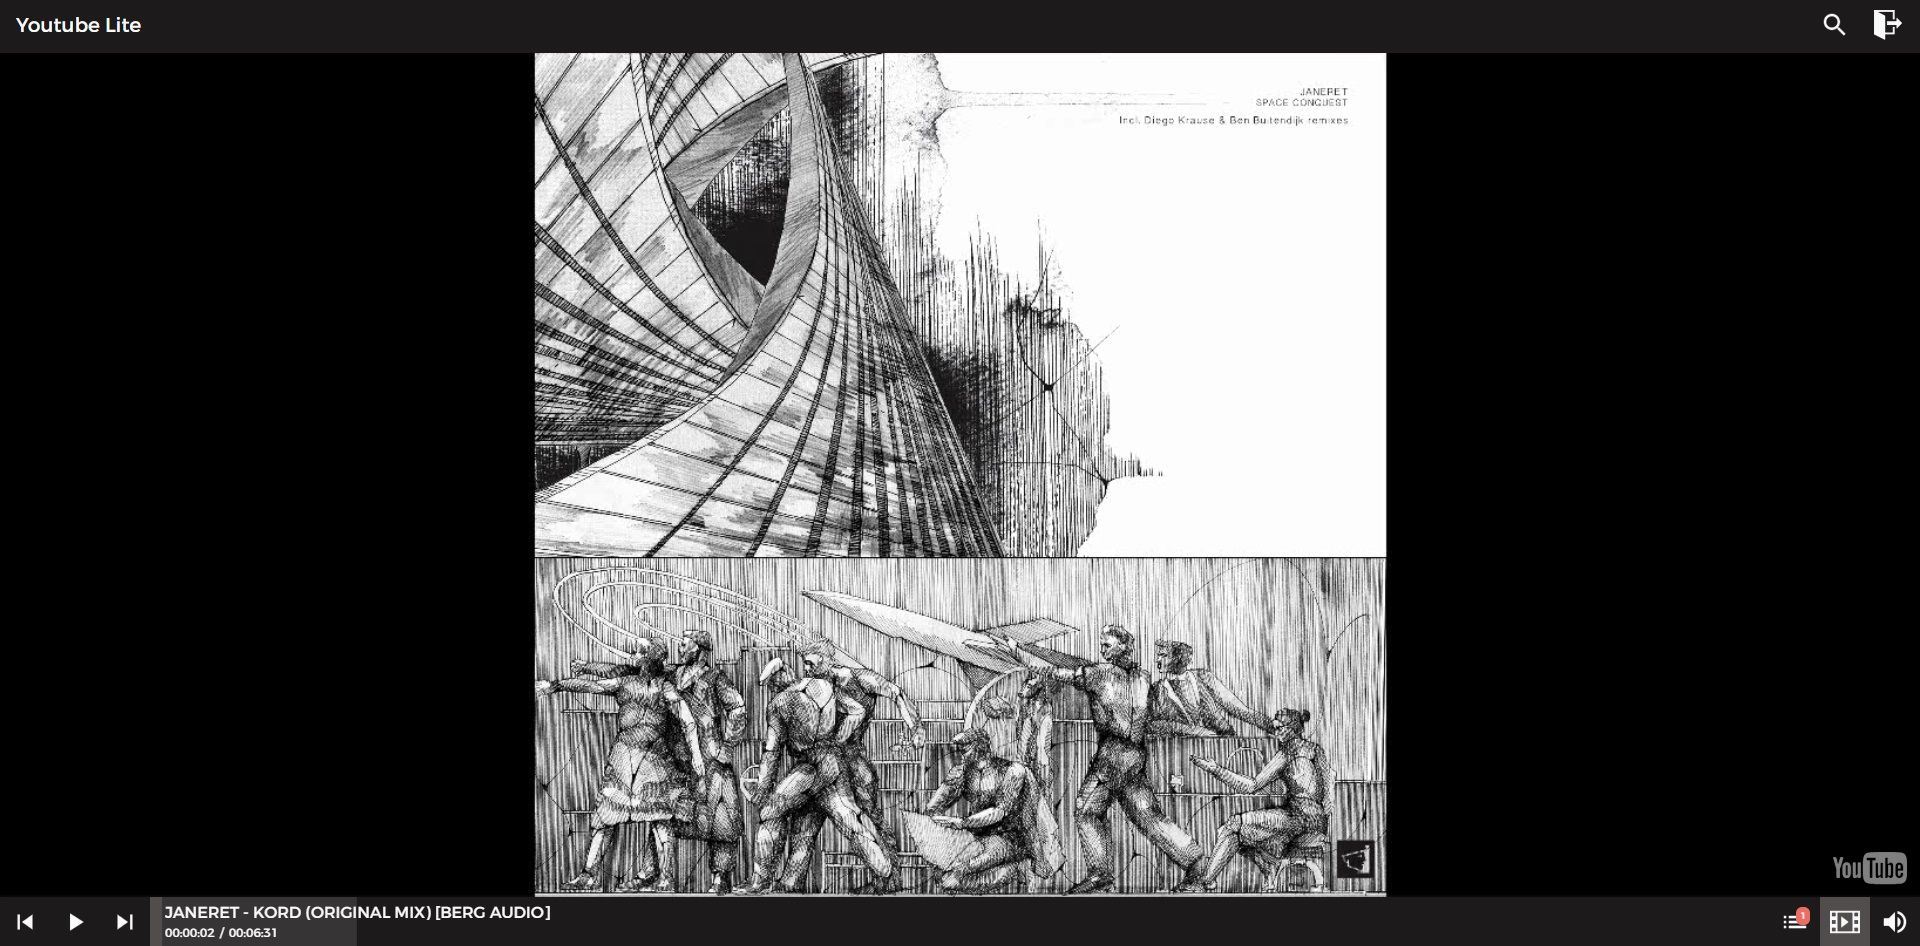 Youtube Lite
JANERET
SPACE CONQUEST
Incl. Diego Krause & Ben Buitendijk remixes
YouTube
JANERET - KORD (ORIGINAL MIX) [BERG AUDIO]
00:00:02 / 00:06:31
1